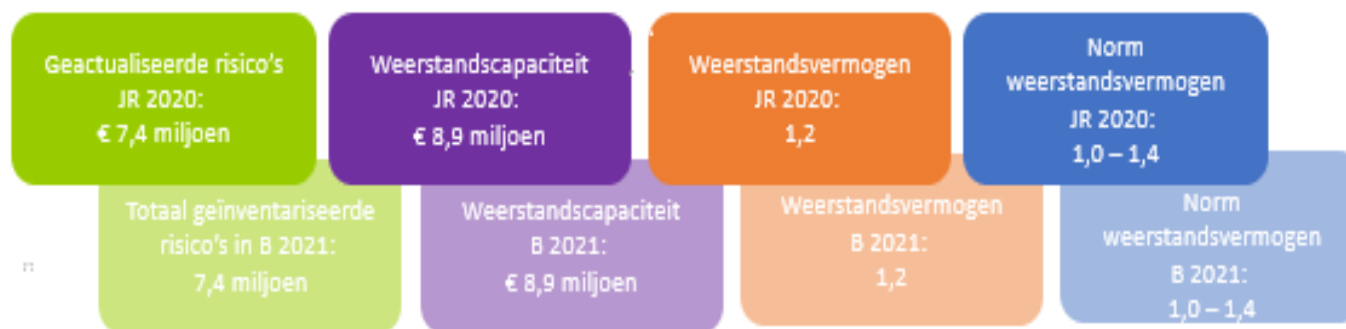 Geactualiseerde risico's
JR 2020:
€ 7,4 miljoen
Weerstandscapaciteit
JR 2020:
€ 8,9 miljoen
Weerstandsvermogen
JR 2020:
1,2
Norm
weerstandsvermogen
JR 2020:
1,0 – 1,4
Totaal geïnventariseerde
risico's in B 2021:
7,4 miljoen
Weerstandscapaciteit
B 2021:
€ 8,9 miljoen
Weerstandsvermogen
B 2021:
1,2
Norm
weerstandsvermogen
B 2021:
1,0 – 1,4